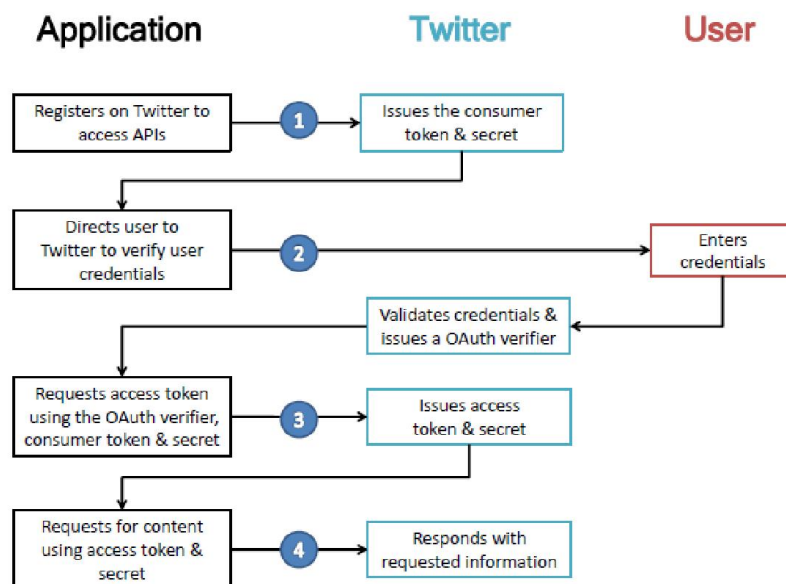 Application
Twitter
User
Registers on Twitter to
access APIs
1
Issues the consumer
token & secret
Directs user to
Twitter to verify user
credentials
2
Enters
credentials
Validates credentials &
issues a OAuth verifier
Requests access token
using the OAuth verifier,
consumer token & secret
3
Issues access
token & secret
Requests for content
using access token &
secret
4
Responds with
requested information